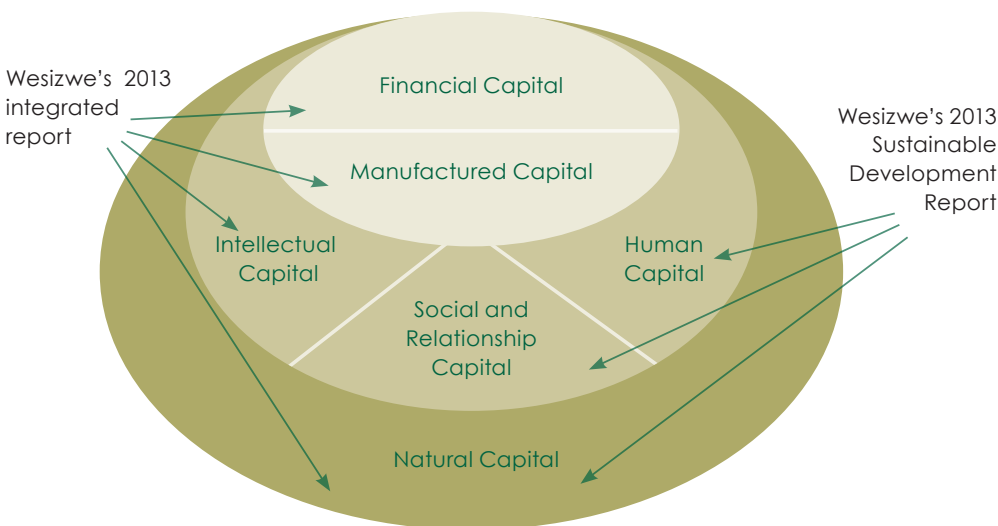 Wesizwe's 2013
integrated
report
Financial Capital
Manufactured Capital
Intellectual
Capital
Social and
Relationship
Capital
Human
Capital
Natural Capital
Wesizwe's 2013
Sustainable
Development
Report